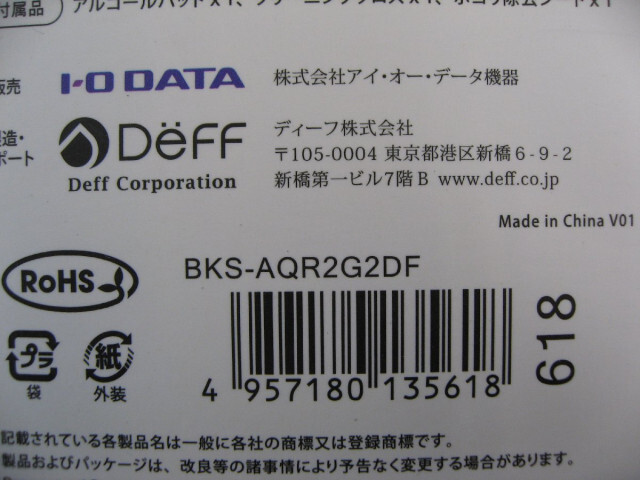 付属品 アルコールパッド x 1、クリーニングクロス x 1、ホコリ除去シート x 1
販売 I-O DATA 株式会社アイ・オー・データ機器
製造・ DëFF ディーフ株式会社
ポート Deff Corporation 〒105-0004 東京都港区新橋6-9-2
新橋第一ビル7階B www.deff.co.jp
Made in China V01
RoHS BKS-AQR2G2DF
プラ 紙 618
袋 外装 4 957180 135618
記載されている各製品名は一般に各社の商標又は登録商標です。
製品およびパッケージは、改良等の諸事情により予告なく変更する場合があります。